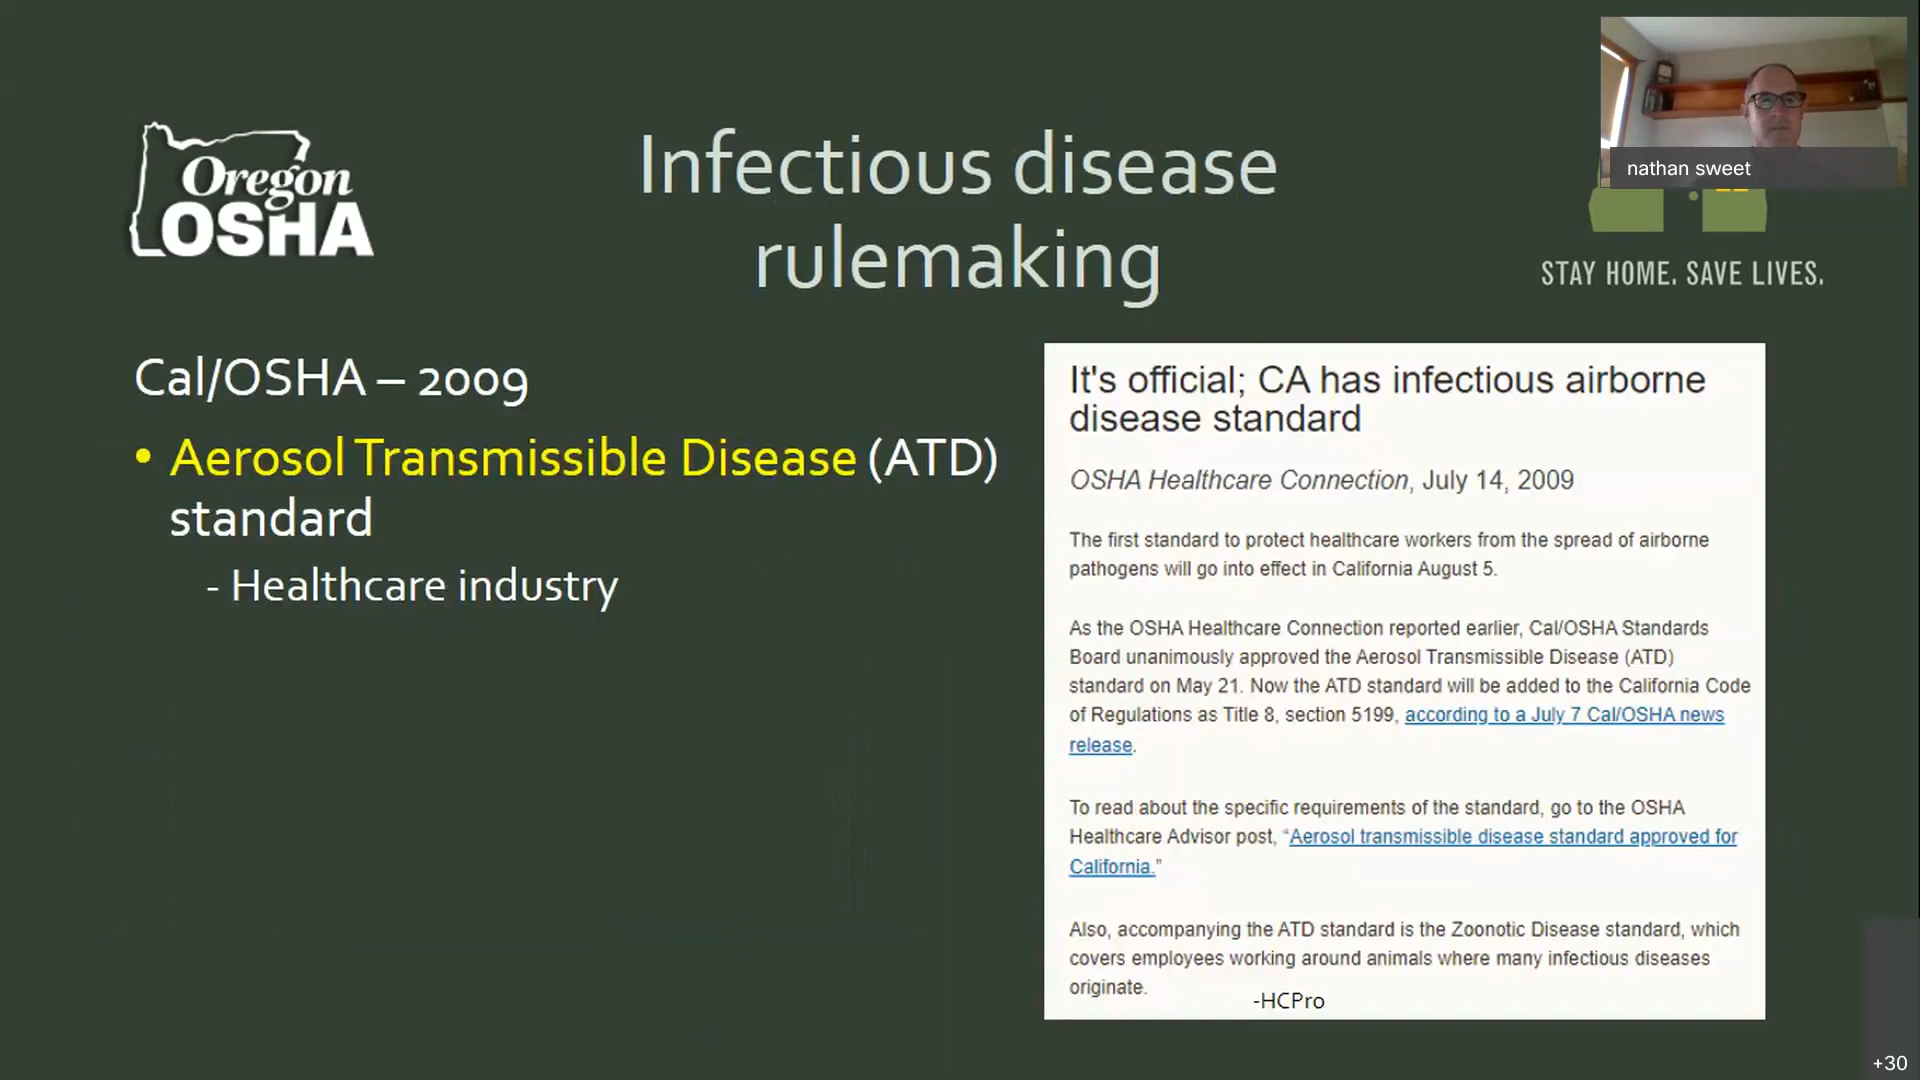 nathan sweet
Oregon
OSHA
Infectious disease
rulemaking
STAY HOME. SAVE LIVES.
Cal/OSHA – 2009
• Aerosol Transmissible Disease (ATD)
standard
- Healthcare industry
It's official; CA has infectious airborne
disease standard
OSHA Healthcare Connection, July 14, 2009
The first standard to protect healthcare workers from the spread of airborne
pathogens will go into effect in California August 5.
As the OSHA Healthcare Connection reported earlier, Cal/OSHA Standards
Board unanimously approved the Aerosol Transmissible Disease (ATD)
standard on May 21. Now the ATD standard will be added to the California Code
of Regulations as Title 8, section 5199, according to a July 7 Cal/OSHA news
release.
To read about the specific requirements of the standard, go to the OSHA
Healthcare Advisor post, “Aerosol transmissible disease standard approved for
California.”
Also, accompanying the ATD standard is the Zoonotic Disease standard, which
covers employees working around animals where many infectious diseases
originate.
-HCPro
+30